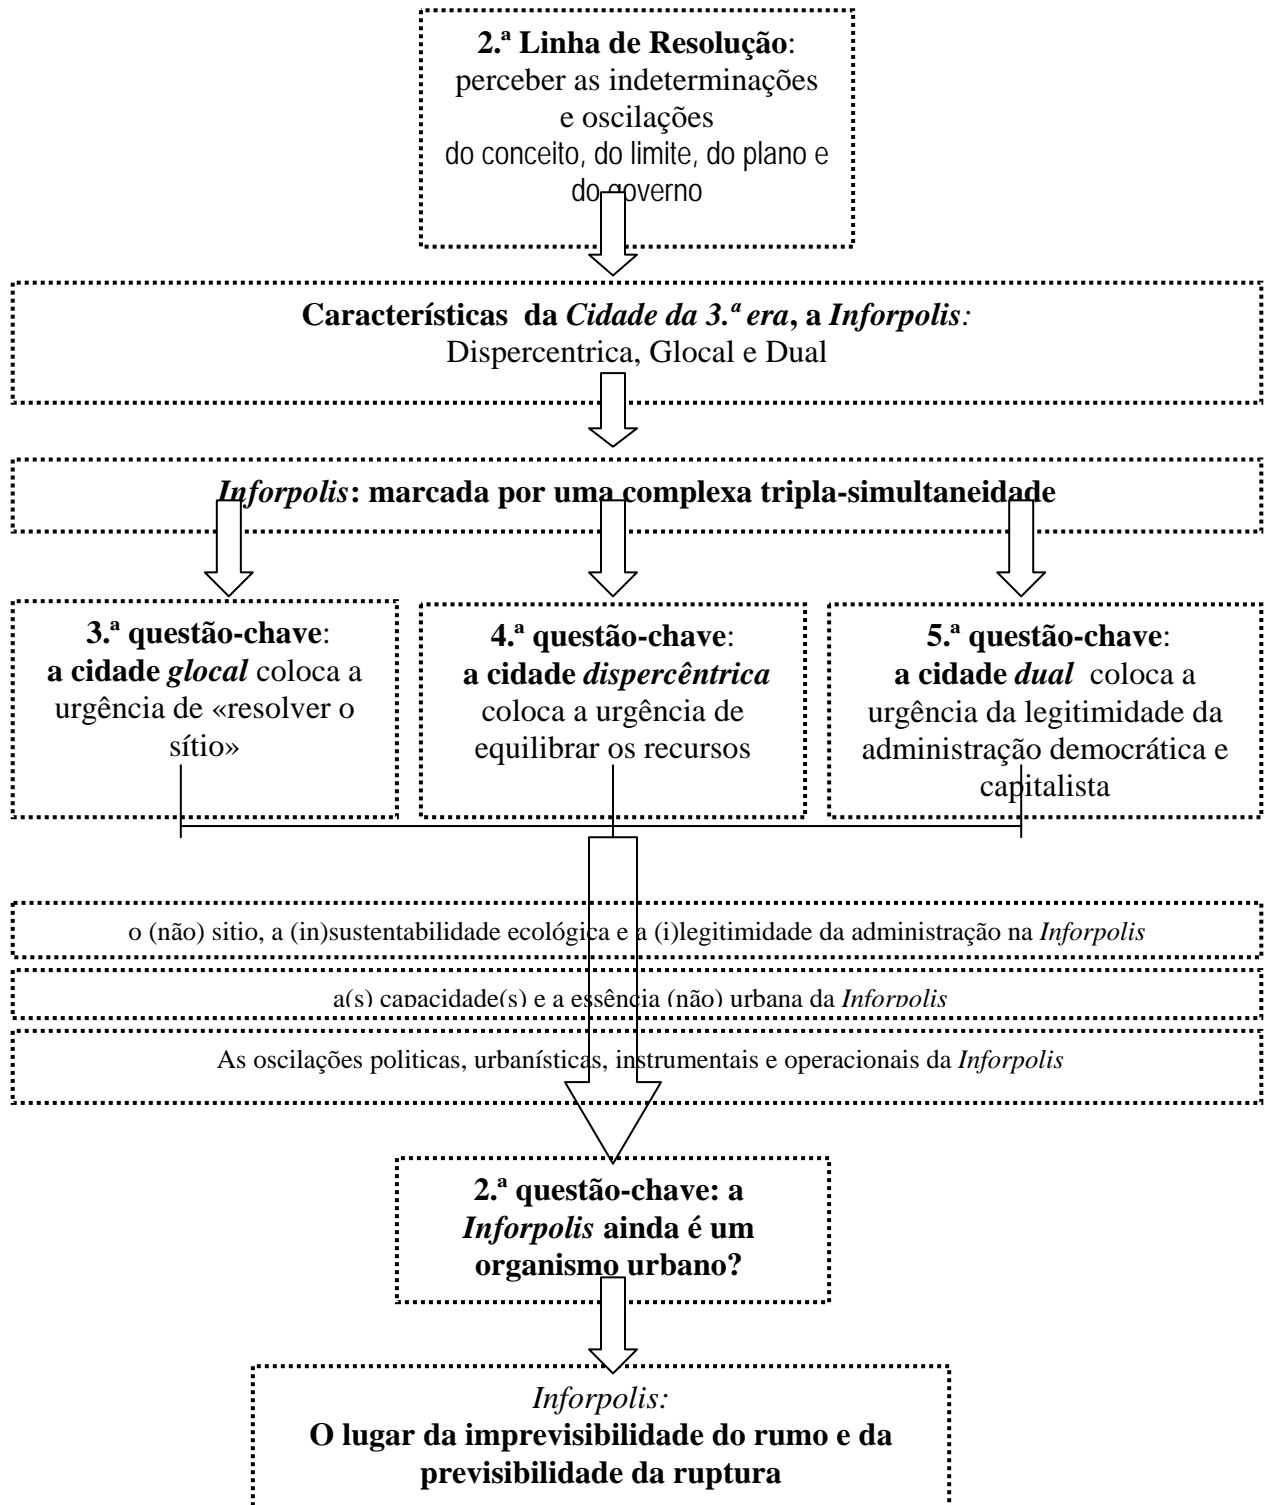 2.ª Linha de Resolução:
perceber as indeterminações
e oscilações
do conceito, do limite, do plano e
do governo
Características da Cidade da 3.ª era, a Inforpolis:
Dispercentrica, Glocal e Dual
Inforpolis: marcada por uma complexa tripla-simultaneidade
3.ª questão-chave:
a cidade glocal coloca a
urgência de «resolver o
sítio»
4.ª questão-chave:
a cidade dispercêntrica
coloca a urgência de
equilibrar os recursos
5.ª questão-chave:
a cidade dual coloca a
urgência da legitimidade da
administração democrática e
capitalista
o (não) sitio, a (in)sustentabilidade ecológica e a (i)legitimidade da administração na Inforpolis
a(s) capacidade(s) e a essência (não) urbana da Inforpolis
As oscilações politicas, urbanísticas, instrumentais e operacionais da Inforpolis
2.ª questão-chave: a
Inforpolis ainda é um
organismo urbano?
Inforpolis:
O lugar da imprevisibilidade do rumo e da
previsibilidade da ruptura